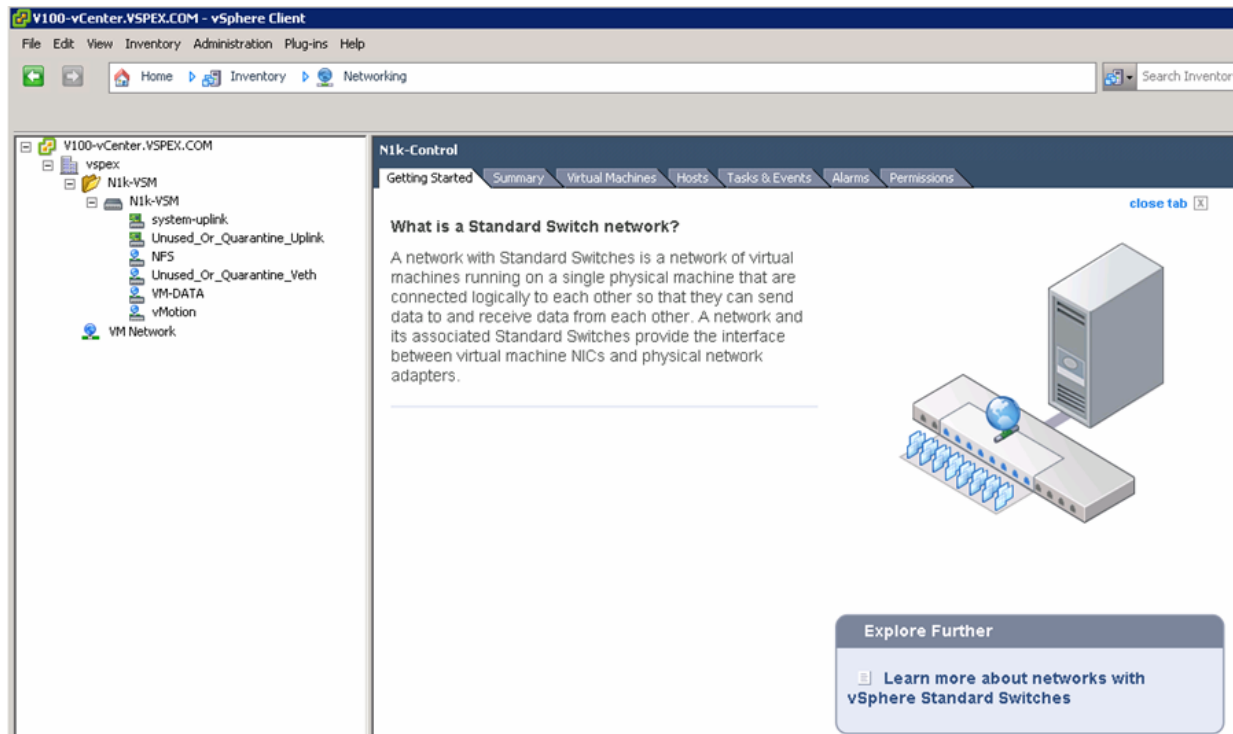 V100-vCenter.VSPEX.COM - vSphere Client
File Edit View Inventory Administration Plug-ins Help
Home Inventory Networking
Search Inventor
V100-vCenter.VSPEX.COM
vspex
N1k-VSM
N1k-VSM
system-uplink
Unused_Or_Quarantine_Uplink
NFS
Unused_Or_Quarantine_Veth
VM-DATA
vMotion
VM Network
N1k-Control
Getting Started Summary Virtual Machines Hosts Tasks & Events Alarms Permissions
close tab X
What is a Standard Switch network?
A network with Standard Switches is a network of virtual
machines running on a single physical machine that are
connected logically to each other so that they can send
data to and receive data from each other. A network and
its associated Standard Switches provide the interface
between virtual machine NICs and physical network
adapters.
Explore Further
Learn more about networks with
vSphere Standard Switches